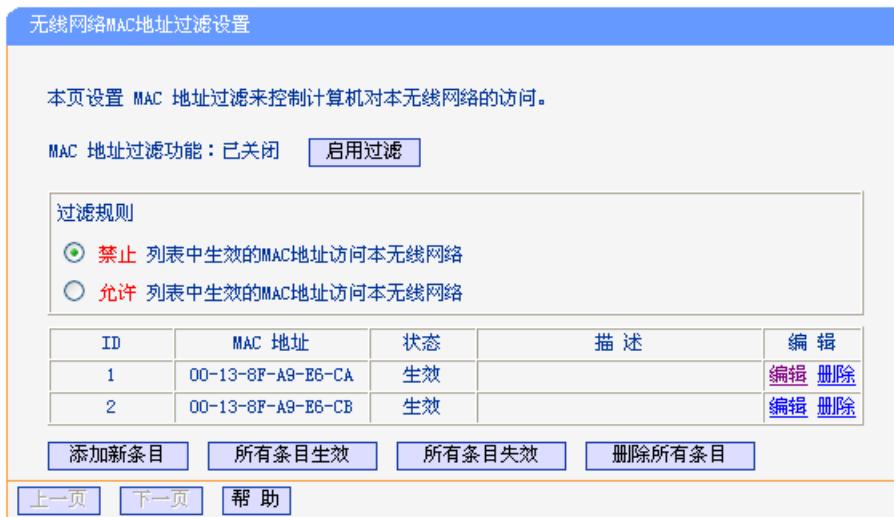 无线网络MAC地址过滤设置
本页设置 MAC 地址过滤来控制计算机对本无线网络的访问。
MAC 地址过滤功能：已关闭 启用过滤
过滤规则
禁止 列表中生效的MAC地址访问本无线网络
允许 列表中生效的MAC地址访问本无线网络
ID MAC 地址 状态 描 述 编 辑
1 00-13-8F-A9-E6-CA 生效 编辑 删除
2 00-13-8F-A9-E6-CB 生效 编辑 删除
添加新条目 所有条目生效 所有条目失效 删除所有条目
上一页 下一页 帮 助